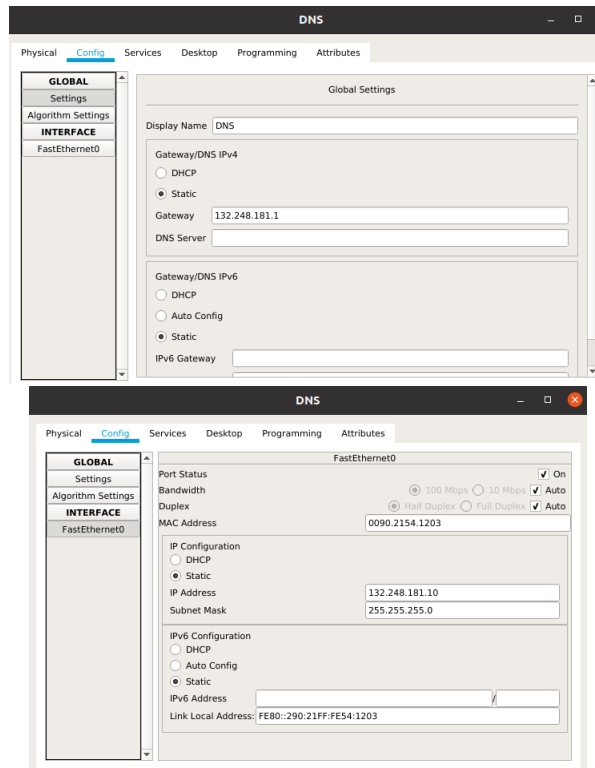 DNS
Physical Config Services Desktop Programming Attributes
GLOBAL
Settings
Algorithm Settings
INTERFACE
FastEthernet0
Global Settings
Display Name DNS
Gateway/DNS IPv4
DHCP
Static
Gateway 132.248.181.1
DNS Server
Gateway/DNS IPv6
DHCP
Auto Config
Static
IPv6 Gateway
DNS
Physical Config Services Desktop Programming Attributes
GLOBAL
Settings
Algorithm Settings
INTERFACE
FastEthernet0
FastEthernet0
Port Status On
Bandwidth 100 Mbps 10 Mbps Auto
Duplex Half Duplex Full Duplex Auto
MAC Address 0090.2154.1203
IP Configuration
DHCP
Static
IP Address 132.248.181.10
Subnet Mask 255.255.255.0
IPv6 Configuration
DHCP
Auto Config
Static
IPv6 Address /
Link Local Address: FE80::290:21FF:FE54:1203